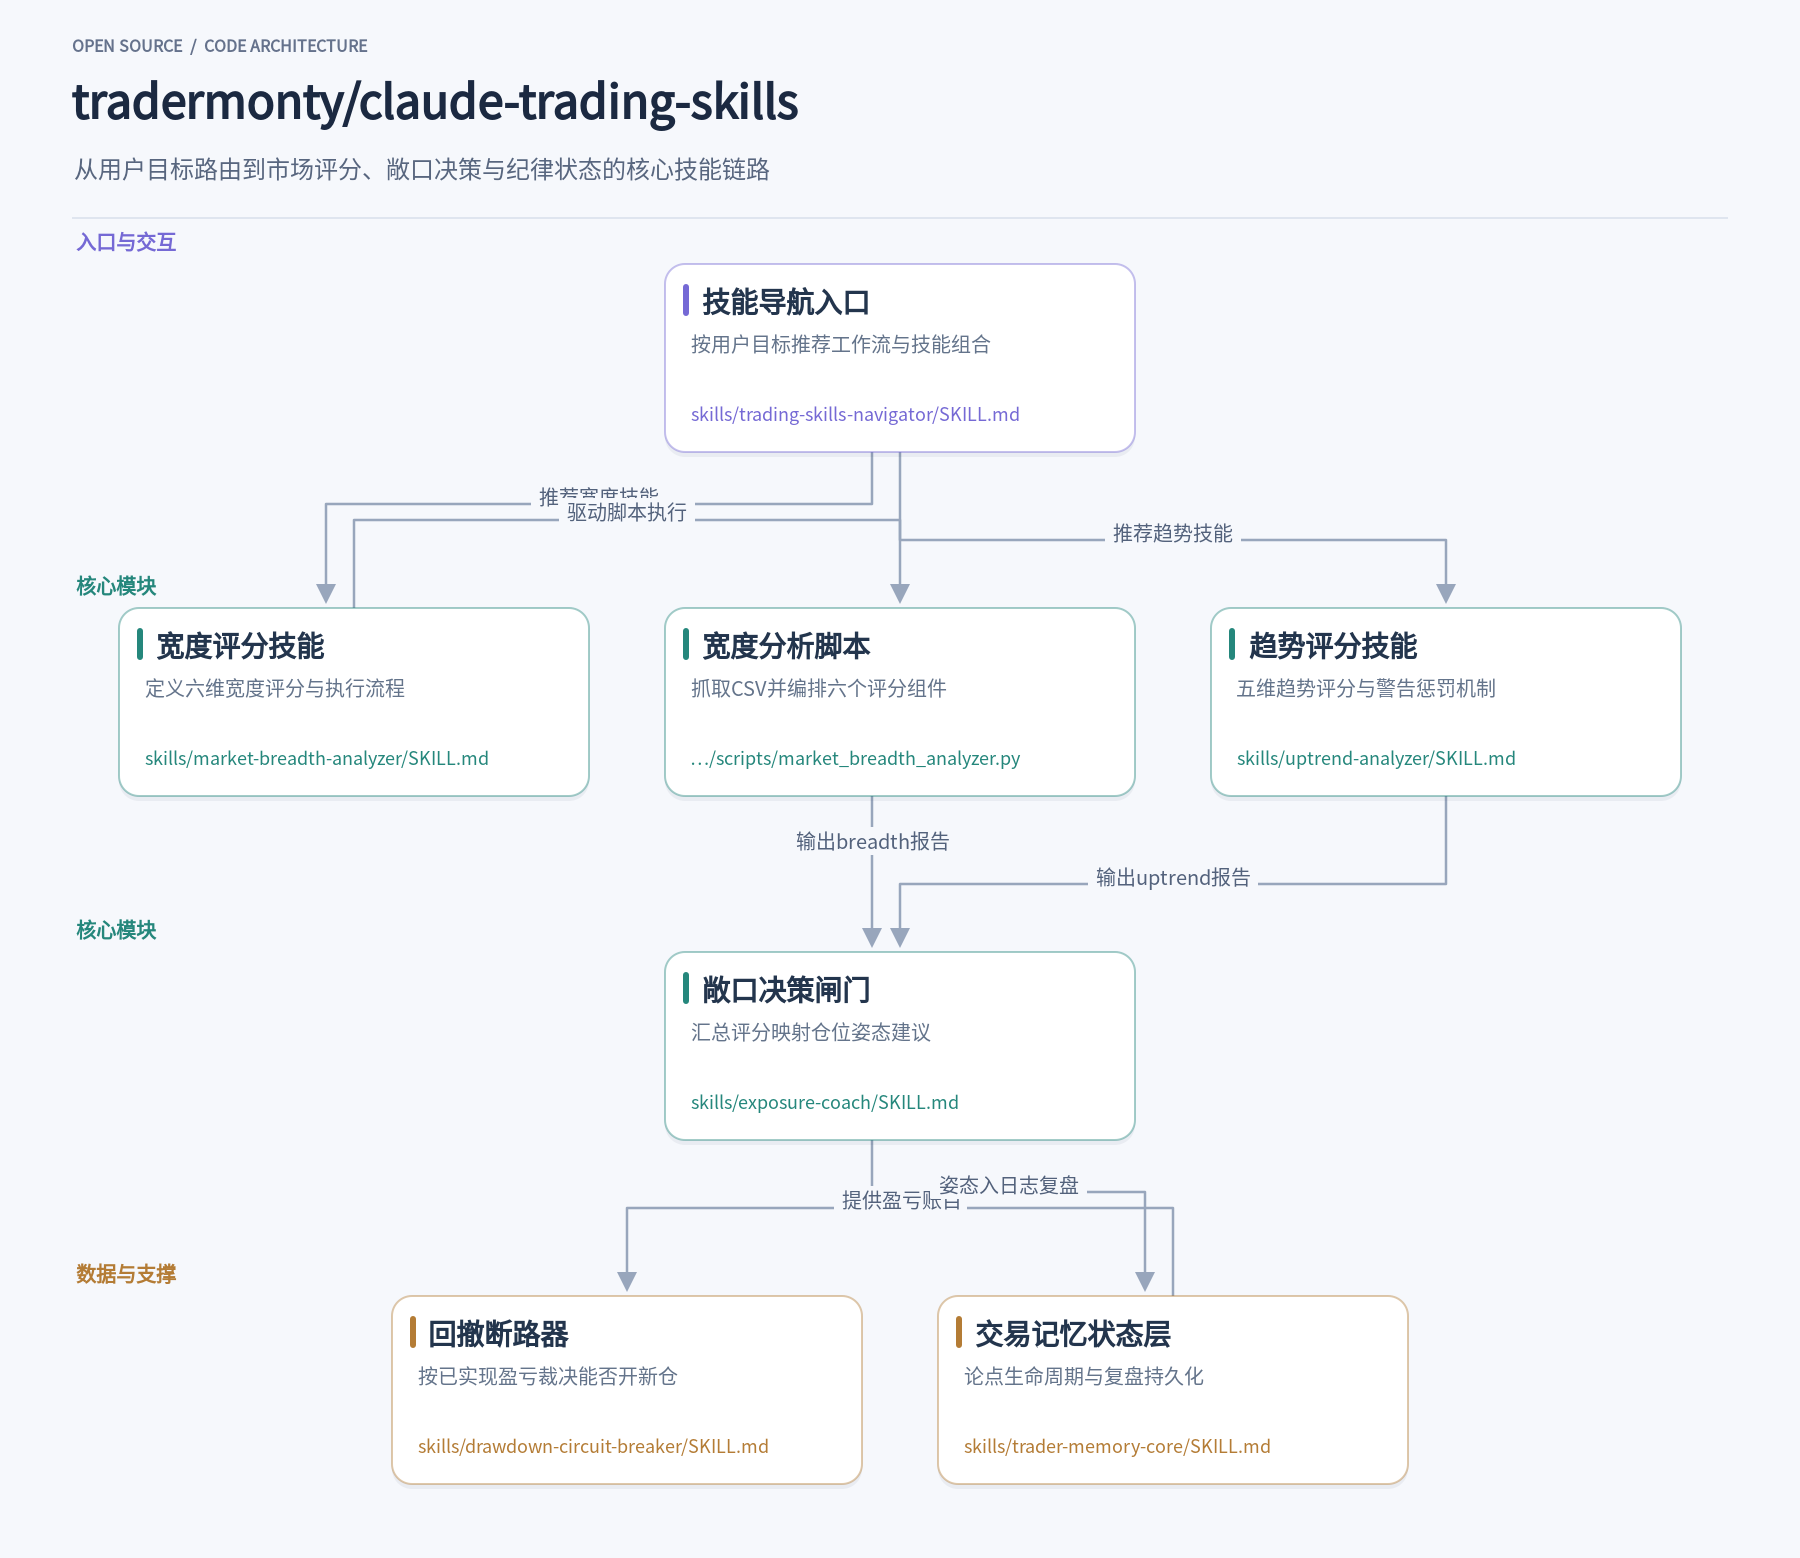 OPEN SOURCE / CODE ARCHITECTURE
tradermonty/claude-trading-skills
从用户目标路由到市场评分、敞口决策与纪律状态的核心技能链路
入口与交互
技能导航入口
按用户目标推荐工作流与技能组合
skills/trading-skills-navigator/SKILL.md
推荐宽度技能
驱动脚本执行
推荐趋势技能
核心模块
宽度评分技能
定义六维宽度评分与执行流程
skills/market-breadth-analyzer/SKILL.md
宽度分析脚本
抓取CSV并编排六个评分组件
…/scripts/market_breadth_analyzer.py
趋势评分技能
五维趋势评分与警告惩罚机制
skills/uptrend-analyzer/SKILL.md
输出breadth报告
输出uptrend报告
核心模块
敞口决策闸门
汇总评分映射仓位姿态建议
skills/exposure-coach/SKILL.md
姿态入日志复盘
提供盈亏账目
数据与支撑
回撤断路器
按已实现盈亏裁决能否开新仓
skills/drawdown-circuit-breaker/SKILL.md
交易记忆状态层
论点生命周期与复盘持久化
skills/trader-memory-core/SKILL.md